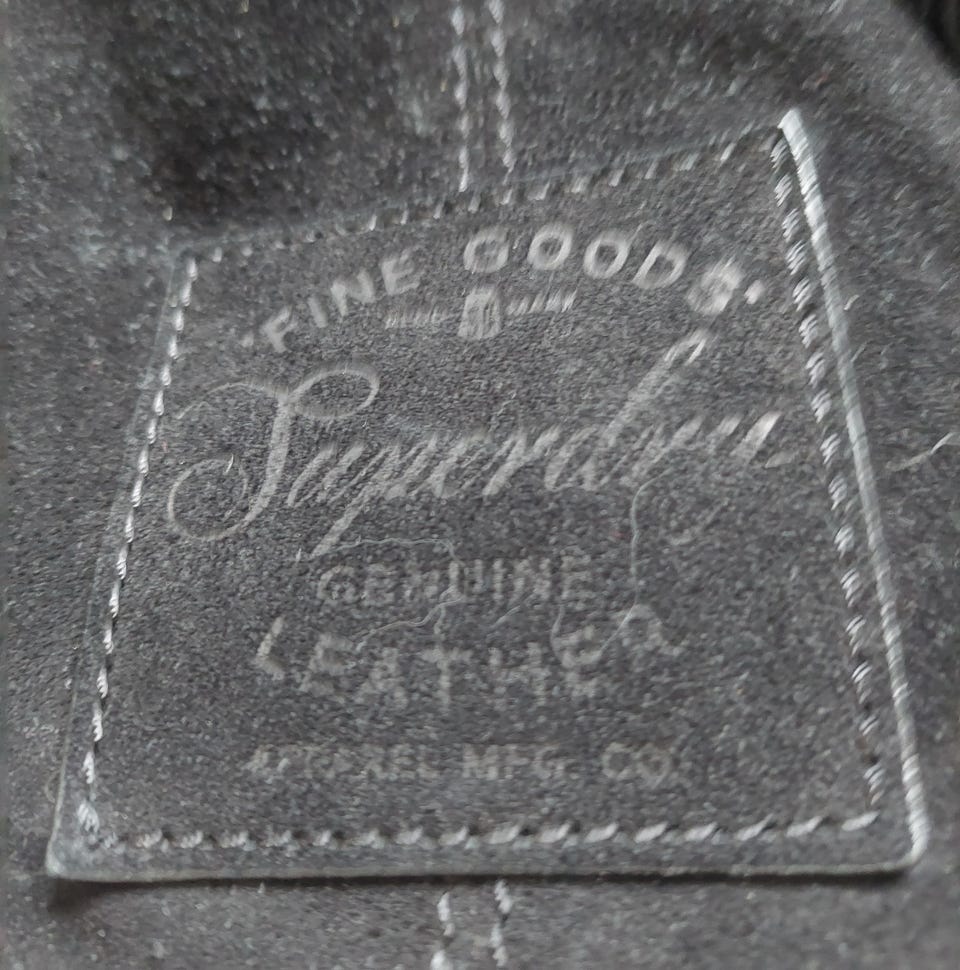 ·FINE GOODS·
Superdry
GENUINE
LEATHER
APPAREL MFG. CO.